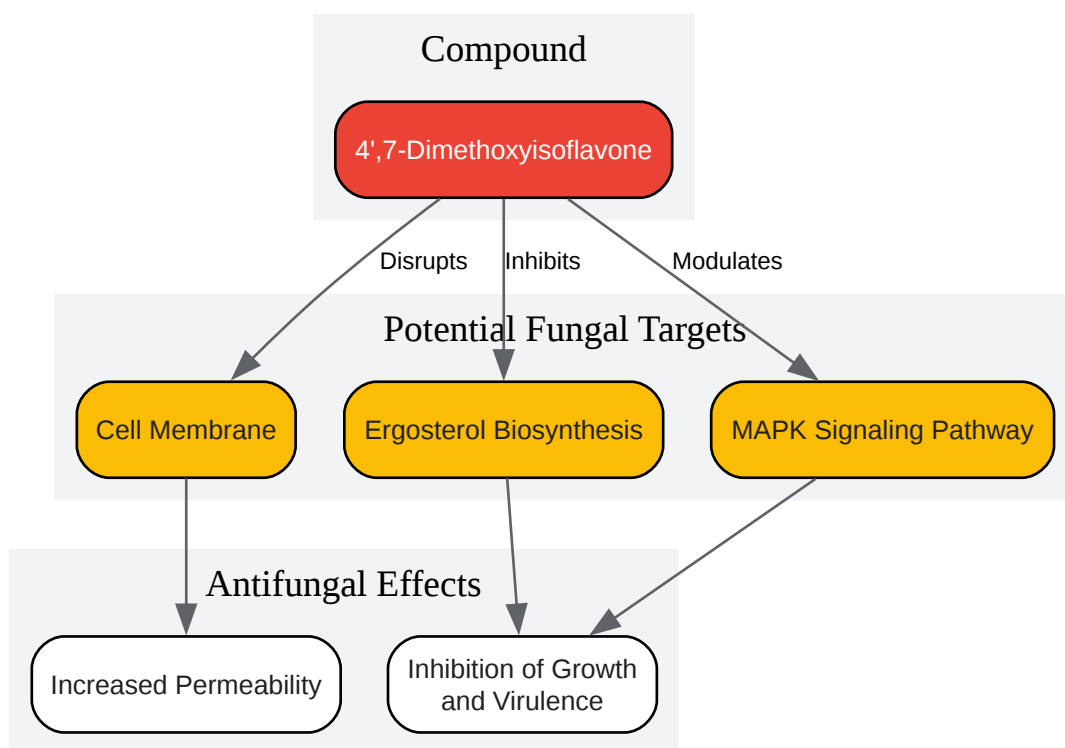 Compound
4',7-Dimethoxyisoflavone
Disrupts
Inhibits
Modulates
Potential Fungal Targets
Cell Membrane
Ergosterol Biosynthesis
MAPK Signaling Pathway
Antifungal Effects
Increased Permeability
Inhibition of Growth
and Virulence